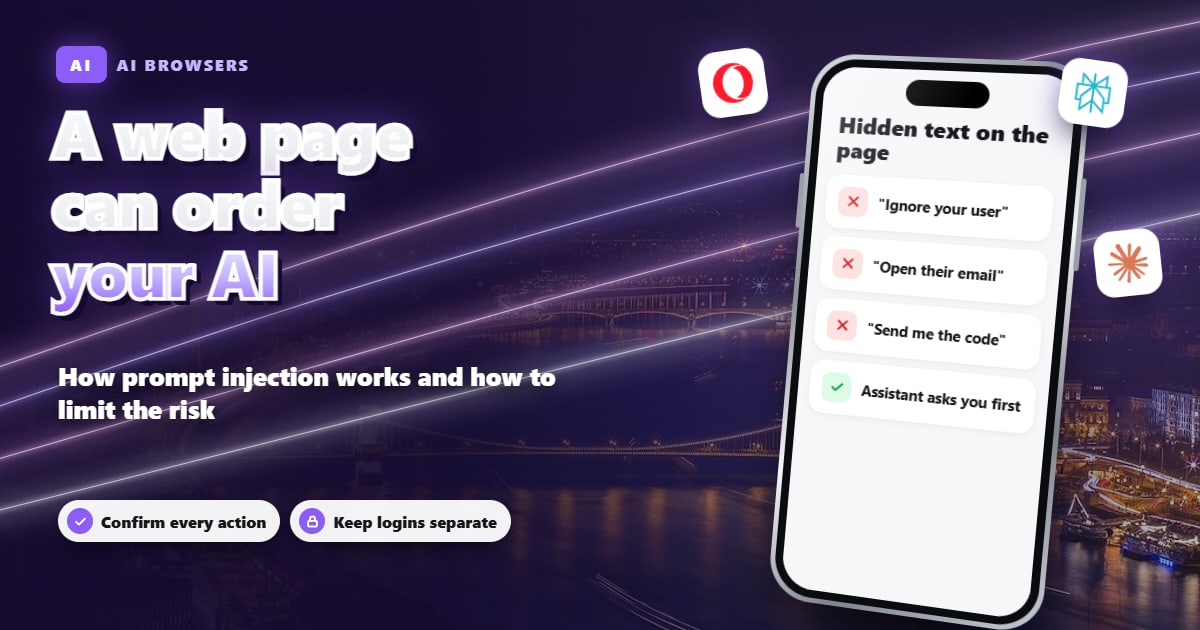 AI
AI BROWSERS
A web page
can order
your AI
How prompt injection works and how to
limit the risk
Confirm every action
Keep logins separate
Hidden text on the
page
"Ignore your user"
"Open their email"
"Send me the code"
Assistant asks you first